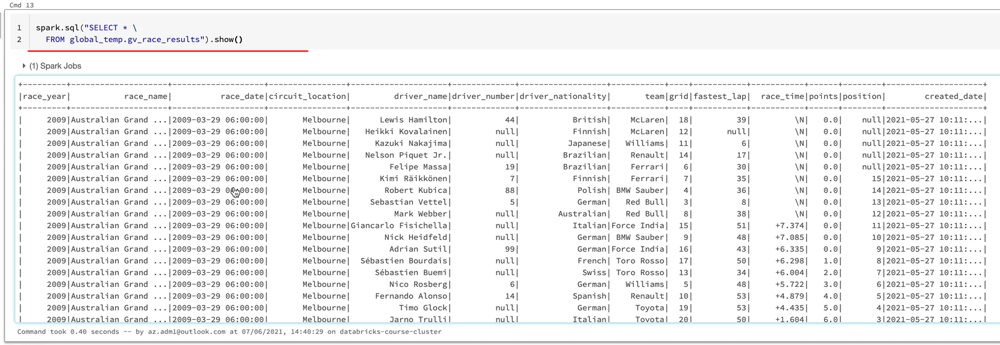 Cmd 13
1 spark.sql("SELECT * \
2 FROM global_temp.gv_race_results").show()
(1) Spark Jobs
+----------+--------------------+-------------------+----------------+--------------------+-------------+------------------+-----------+----+-----------+----------+------+--------+--------------------+
|race_year| race_name| race_date|circuit_location| driver_name|driver_number|driver_nationality| team|grid|fastest_lap| race_time|points|position| created_date|
+----------+--------------------+-------------------+----------------+--------------------+-------------+------------------+-----------+----+-----------+----------+------+--------+--------------------+
| 2009|Australian Grand ...|2009-03-29 06:00:00| Melbourne| Lewis Hamilton| 44| British| McLaren| 18| 39| \N| 0.0| null|2021-05-27 10:11:...|
| 2009|Australian Grand ...|2009-03-29 06:00:00| Melbourne| Heikki Kovalainen| null| Finnish| McLaren| 12| null| \N| 0.0| null|2021-05-27 10:11:...|
| 2009|Australian Grand ...|2009-03-29 06:00:00| Melbourne| Kazuki Nakajima| null| Japanese| Williams| 11| 6| \N| 0.0| null|2021-05-27 10:11:...|
| 2009|Australian Grand ...|2009-03-29 06:00:00| Melbourne| Nelson Piquet Jr.| null| Brazilian| Renault| 14| 17| \N| 0.0| null|2021-05-27 10:11:...|
| 2009|Australian Grand ...|2009-03-29 06:00:00| Melbourne| Felipe Massa| 19| Brazilian| Ferrari| 6| 30| \N| 0.0| null|2021-05-27 10:11:...|
| 2009|Australian Grand ...|2009-03-29 06:00:00| Melbourne| Kimi Räikkönen| 7| Finnish| Ferrari| 7| 35| \N| 0.0| 15|2021-05-27 10:11:...|
| 2009|Australian Grand ...|2009-03-29 06:00:00| Melbourne| Robert Kubica| 88| Polish| BMW Sauber| 4| 36| \N| 0.0| 14|2021-05-27 10:11:...|
| 2009|Australian Grand ...|2009-03-29 06:00:00| Melbourne| Sebastian Vettel| 5| German| Red Bull| 3| 8| \N| 0.0| 13|2021-05-27 10:11:...|
| 2009|Australian Grand ...|2009-03-29 06:00:00| Melbourne| Mark Webber| null| Australian| Red Bull| 8| 38| \N| 0.0| 12|2021-05-27 10:11:...|
| 2009|Australian Grand ...|2009-03-29 06:00:00| Melbourne|Giancarlo Fisichella| null| Italian|Force India| 15| 51| +7.374| 0.0| 11|2021-05-27 10:11:...|
| 2009|Australian Grand ...|2009-03-29 06:00:00| Melbourne| Nick Heidfeld| null| German| BMW Sauber| 9| 48| +7.085| 0.0| 10|2021-05-27 10:11:...|
| 2009|Australian Grand ...|2009-03-29 06:00:00| Melbourne| Adrian Sutil| 99| German|Force India| 16| 43| +6.335| 0.0| 9|2021-05-27 10:11:...|
| 2009|Australian Grand ...|2009-03-29 06:00:00| Melbourne| Sébastien Bourdais| null| French| Toro Rosso| 17| 50| +6.298| 1.0| 8|2021-05-27 10:11:...|
| 2009|Australian Grand ...|2009-03-29 06:00:00| Melbourne| Sébastien Buemi| null| Swiss| Toro Rosso| 13| 34| +6.004| 2.0| 7|2021-05-27 10:11:...|
| 2009|Australian Grand ...|2009-03-29 06:00:00| Melbourne| Nico Rosberg| 6| German| Williams| 5| 48| +5.722| 3.0| 6|2021-05-27 10:11:...|
| 2009|Australian Grand ...|2009-03-29 06:00:00| Melbourne| Fernando Alonso| 14| Spanish| Renault| 10| 53| +4.879| 4.0| 5|2021-05-27 10:11:...|
| 2009|Australian Grand ...|2009-03-29 06:00:00| Melbourne| Timo Glock| null| German| Toyota| 19| 53| +4.435| 5.0| 4|2021-05-27 10:11:...|
| 2009|Australian Grand ...|2009-03-29 06:00:00| Melbourne| Jarno Trulli| null| Italian| Toyota| 20| 50| +1.604| 6.0| 3|2021-05-27 10:11:...|
Command took 0.40 seconds -- by az.adm1@outlook.com at 07/06/2021, 14:40:29 on databricks-course-cluster